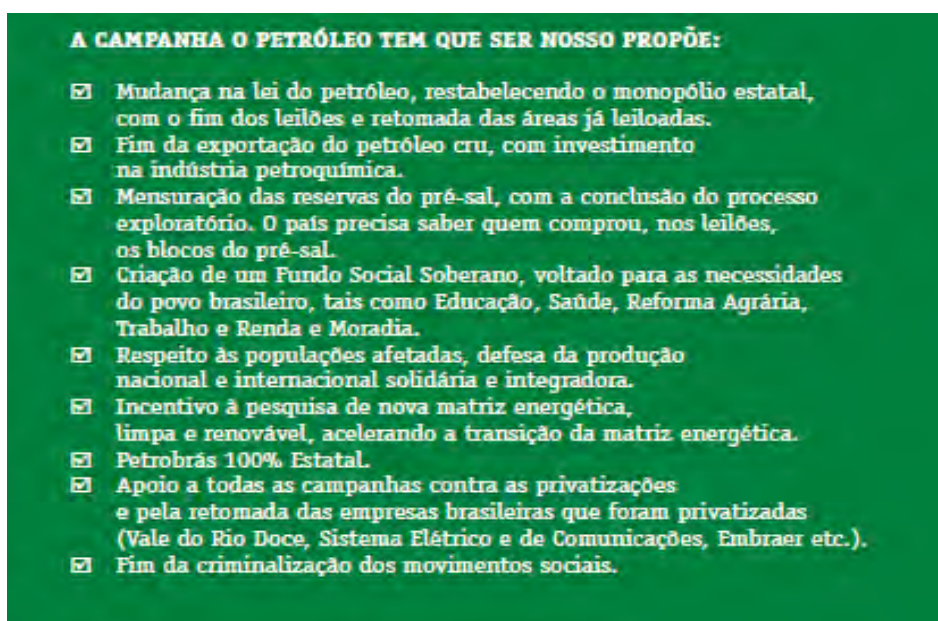 A CAMPANHA O PETRÓLEO TEM QUE SER NOSSO PROPÕE:
Mudança na lei do petróleo, restabelecendo o monopólio estatal,
com o fim dos leilões e retomada das áreas já leiloadas.
Fim da exportação do petróleo cru, com investimento
na indústria petroquímica.
Mensuração das reservas do pré-sal, com a conclusão do processo
exploratório. O país precisa saber quem comprou, nos leilões,
os blocos do pré-sal.
Criação de um Fundo Social Soberano, voltado para as necessidades
do povo brasileiro, tais como Educação, Saúde, Reforma Agrária,
Trabalho e Renda e Moradia.
Respeito às populações afetadas, defesa da produção
nacional e internacional solidária e integradora.
Incentivo à pesquisa de nova matriz energética,
limpa e renovável, acelerando a transição da matriz energética.
Petrobrás 100% Estatal.
Apoio a todas as campanhas contra as privatizações
e pela retomada das empresas brasileiras que foram privatizadas
(Vale do Rio Doce, Sistema Elétrico e de Comunicações, Embraer etc.).
Fim da criminalização dos movimentos sociais.